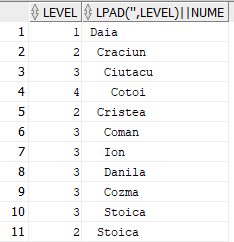 LEVEL LPAD('',LEVEL)||NUME
1 1 Daia
2 2 Craciun
3 3 Ciutacu
4 4 Cotoi
5 2 Cristea
6 3 Coman
7 3 Ion
8 3 Danila
9 3 Cozma
10 3 Stoica
11 2 Stoica